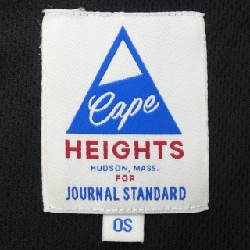 Cape
HEIGHTS
HUDSON, MASS.
FOR
JOURNAL STANDARD
OS